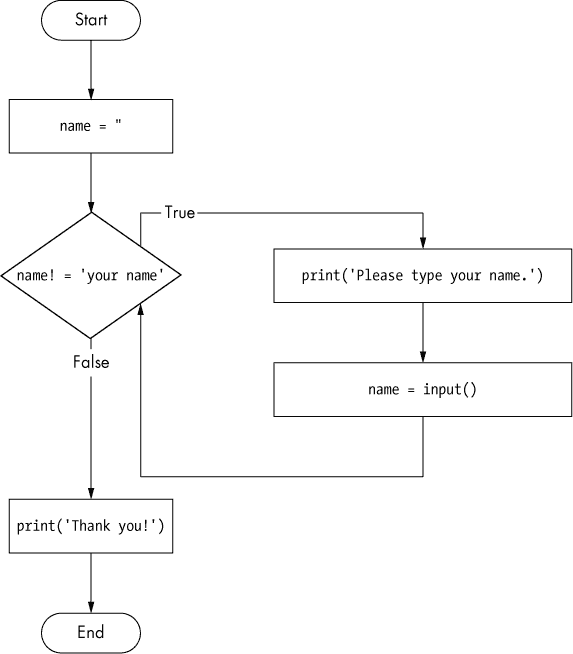 Start
name = "
True
name! = 'your name'
print('Please type your name.')
False
name = input()
print('Thank you!')
End